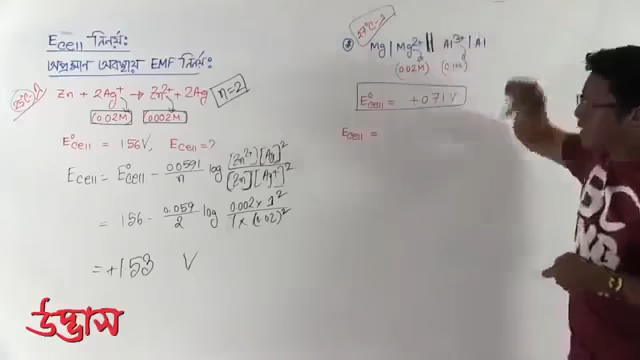 Ecell নির্ণয়:
অপ্রমাণ অবস্থায় EMF নির্ণয়:
25°C-এ
Zn + 2Ag⁺ → Zn²⁺ + 2Ag
n=2
0.02M 0.002M
E°cell = 1.56V, Ecell = ?
Ecell = E°cell - 0.0591/n log [Zn²⁺][Ag]²/[Zn][Ag⁺]²
= 1.56 - 0.059/2 log 0.002 × 1²/1 × (0.02)²
= +1.53 V
উদ্ভাস
Mg | Mg²⁺ || Al³⁺ | Al
(0.02M)
E°cell = +0.71 V
Ecell =